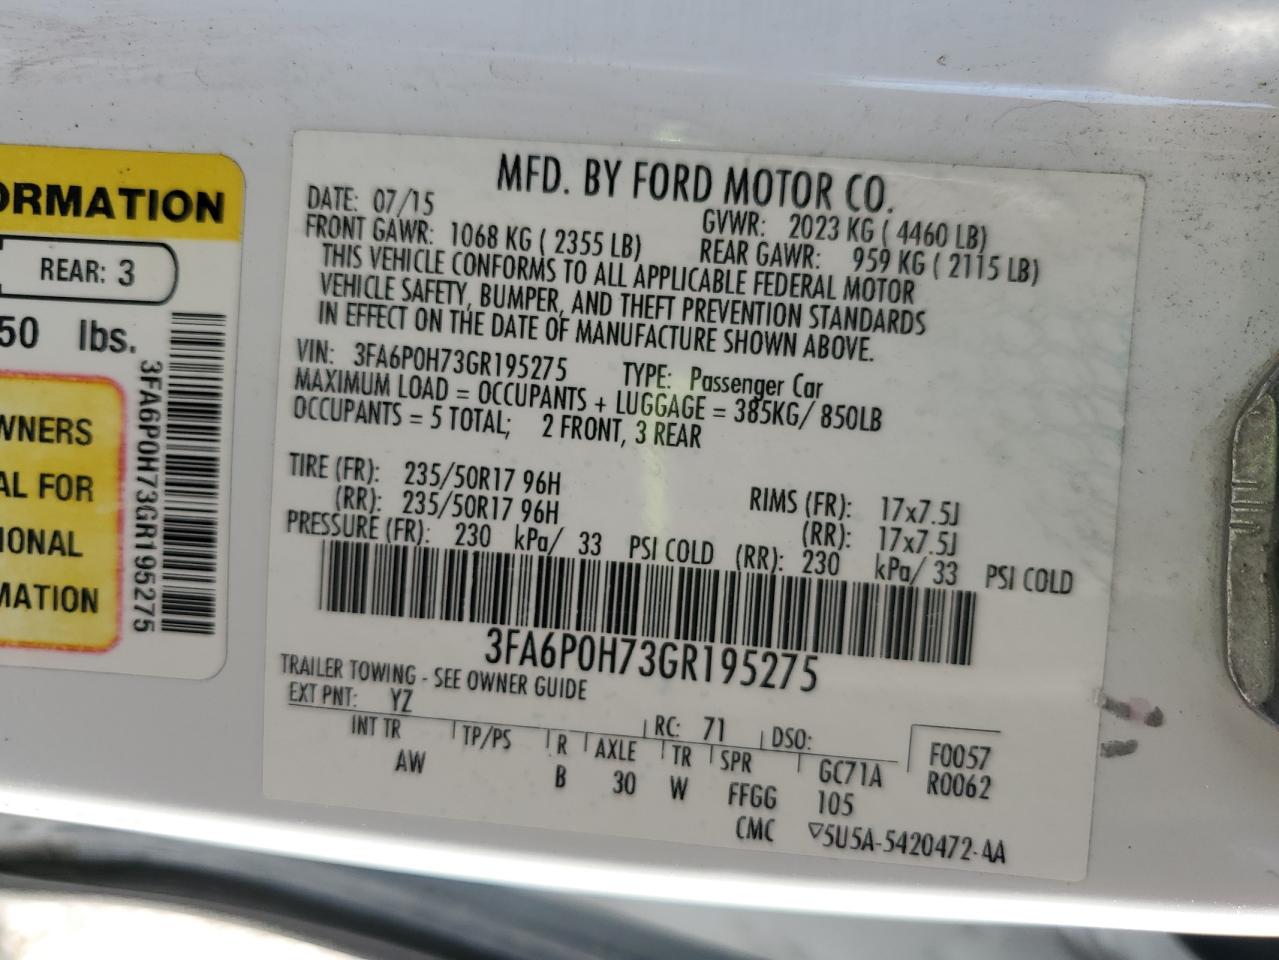 ORMATION
REAR: 3
50 lbs.
WNERS
AL FOR
IONAL
MATION
3FA6P0H73GR195275
MFD. BY FORD MOTOR CO.
DATE: 07/15 GVWR: 2023 KG ( 4460 LB)
FRONT GAWR: 1068 KG ( 2355 LB) REAR GAWR: 959 KG ( 2115 LB)
THIS VEHICLE CONFORMS TO ALL APPLICABLE FEDERAL MOTOR
VEHICLE SAFETY, BUMPER, AND THEFT PREVENTION STANDARDS
IN EFFECT ON THE DATE OF MANUFACTURE SHOWN ABOVE.
VIN: 3FA6P0H73GR195275 TYPE: Passenger Car
MAXIMUM LOAD = OCCUPANTS + LUGGAGE = 385KG/ 850LB
OCCUPANTS = 5 TOTAL; 2 FRONT, 3 REAR
TIRE (FR): 235/50R17 96H RIMS (FR): 17x7.5J
(RR): 235/50R17 96H (RR): 17x7.5J
PRESSURE (FR): 230 kPa/ 33 PSI COLD (RR): 230 kPa/ 33 PSI COLD
3FA6P0H73GR195275
TRAILER TOWING - SEE OWNER GUIDE
EXT PNT: YZ RC: 71 DSO: F0057
INT TR TP/PS R AXLE TR SPR GC71A R0062
AW B 30 W FFGG 105
CMC ▽5U5A-5420472-AA